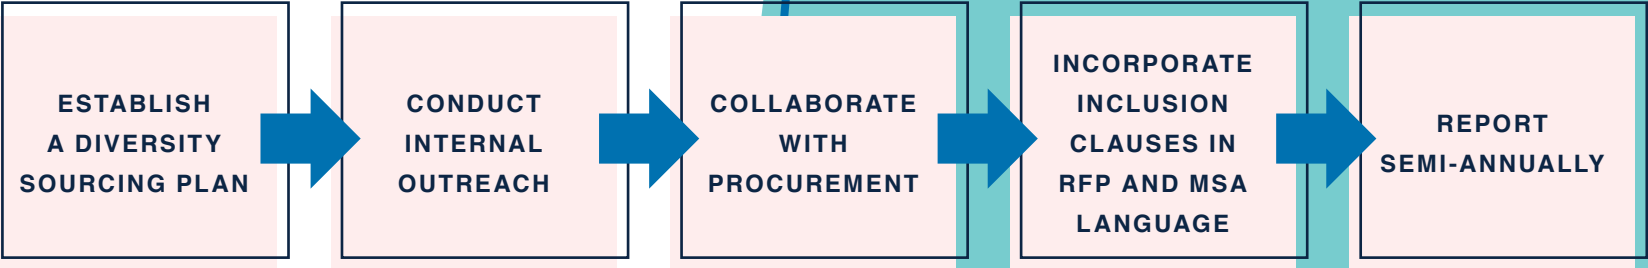 ESTABLISH
A DIVERSITY
SOURCING PLAN
CONDUCT
INTERNAL
OUTREACH
COLLABORATE
WITH
PROCUREMENT
INCORPORATE
INCLUSION
CLAUSES IN
RFP AND MSA
LANGUAGE
REPORT
SEMI-ANNUALLY